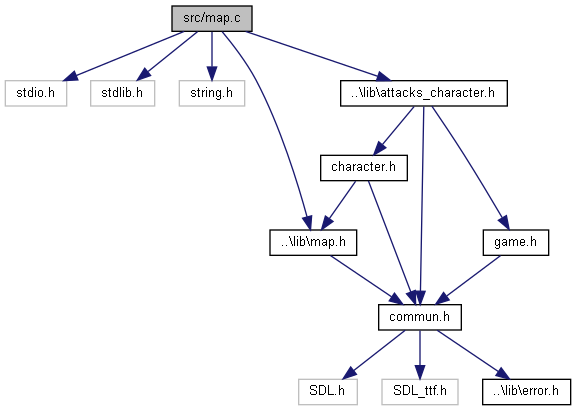 src/map.c
stdio.h
stdlib.h
string.h
..\lib\attacks_character.h
character.h
..\lib\map.h
game.h
commun.h
SDL.h
SDL_ttf.h
..\lib\error.h